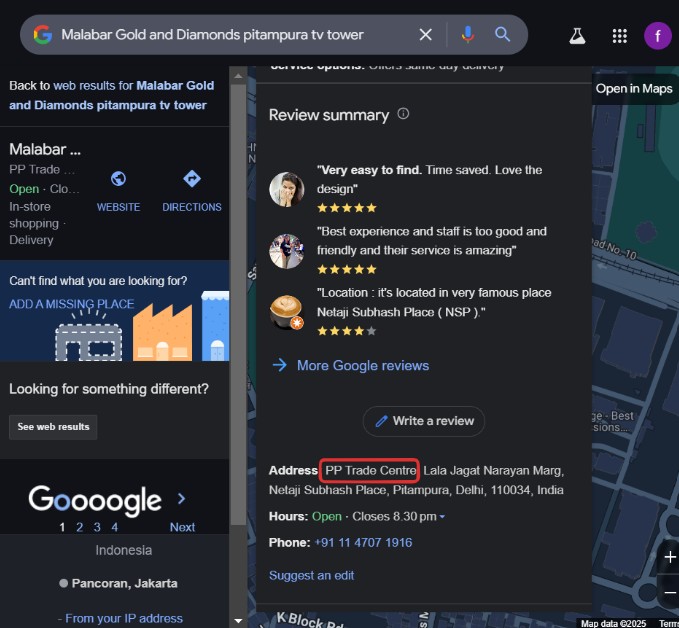 Malabar Gold and Diamonds pitampura tv tower
f
Back to web results for Malabar Gold
and Diamonds pitampura tv tower
Malabar ...
PP Trade ...
Open · Clo...
In-store
shopping ·
Delivery
WEBSITE
DIRECTIONS
Can't find what you are looking for?
ADD A MISSING PLACE
Looking for something different?
See web results
Goooogle
1 2 3 4 Next
Indonesia
Pancoran, Jakarta
- From your IP address
Service options: Offers same-day delivery
Review summary
"Very easy to find. Time saved. Love the
design"
"Best experience and staff is too good and
friendly and their service is amazing"
"Location : it's located in very famous place
Netaji Subhash Place ( NSP )."
More Google reviews
Write a review
Address: PP Trade Centre, Lala Jagat Narayan Marg,
Netaji Subhash Place, Pitampura, Delhi, 110034, India
Hours: Open · Closes 8.30 pm
Phone: +91 11 4707 1916
Suggest an edit
Open in Maps
ad No-10
ge - Best
sions....
+
−
K Block
Map data ©2025 Terms